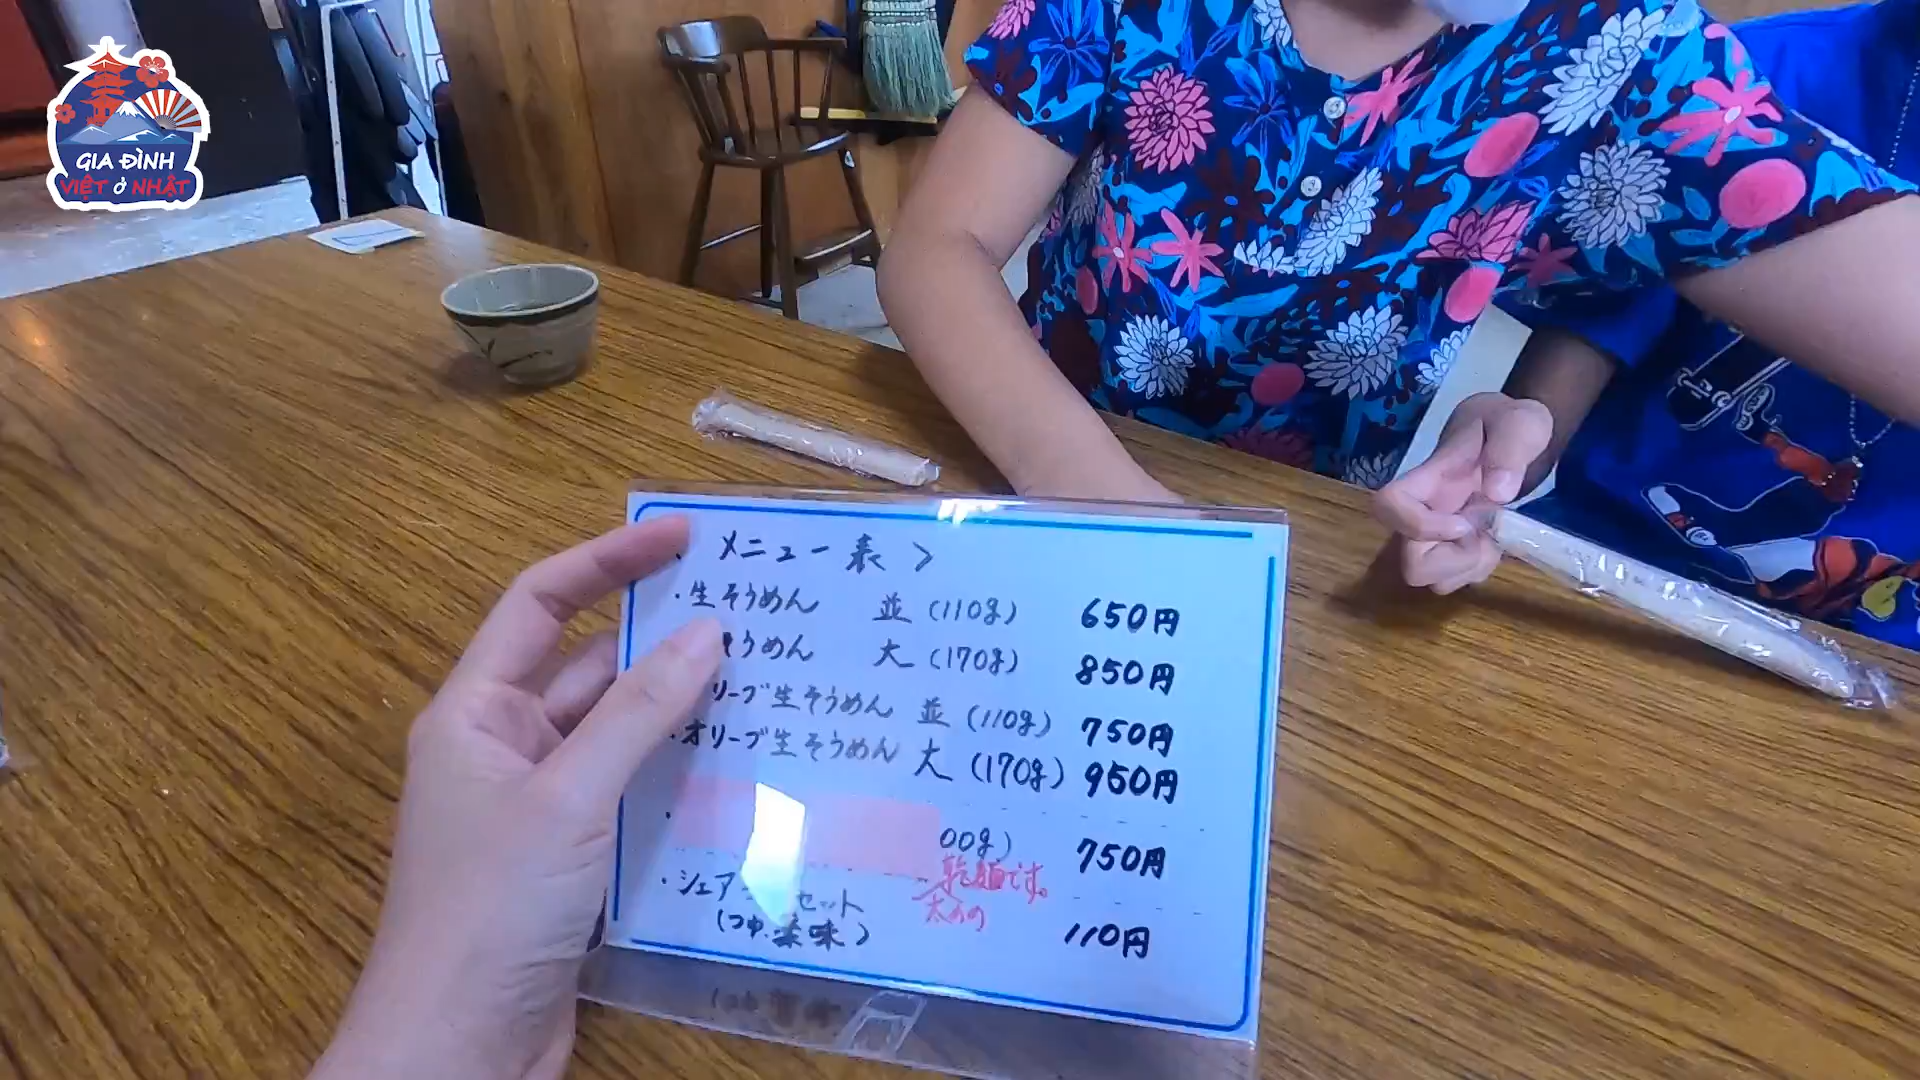 GIA ĐÌNH
VIỆT ở NHẬT
メニュー表 >
・生そうめん 並 (110g) 650円
うめん 大 (170g) 850円
リーブ生そうめん 並 (110g) 750円
・オリーブ生そうめん 大 (170g) 950円
・ 00g) 750円
乾麺です。
太めの
・シェア セット 110円
(つゆ.薬味)